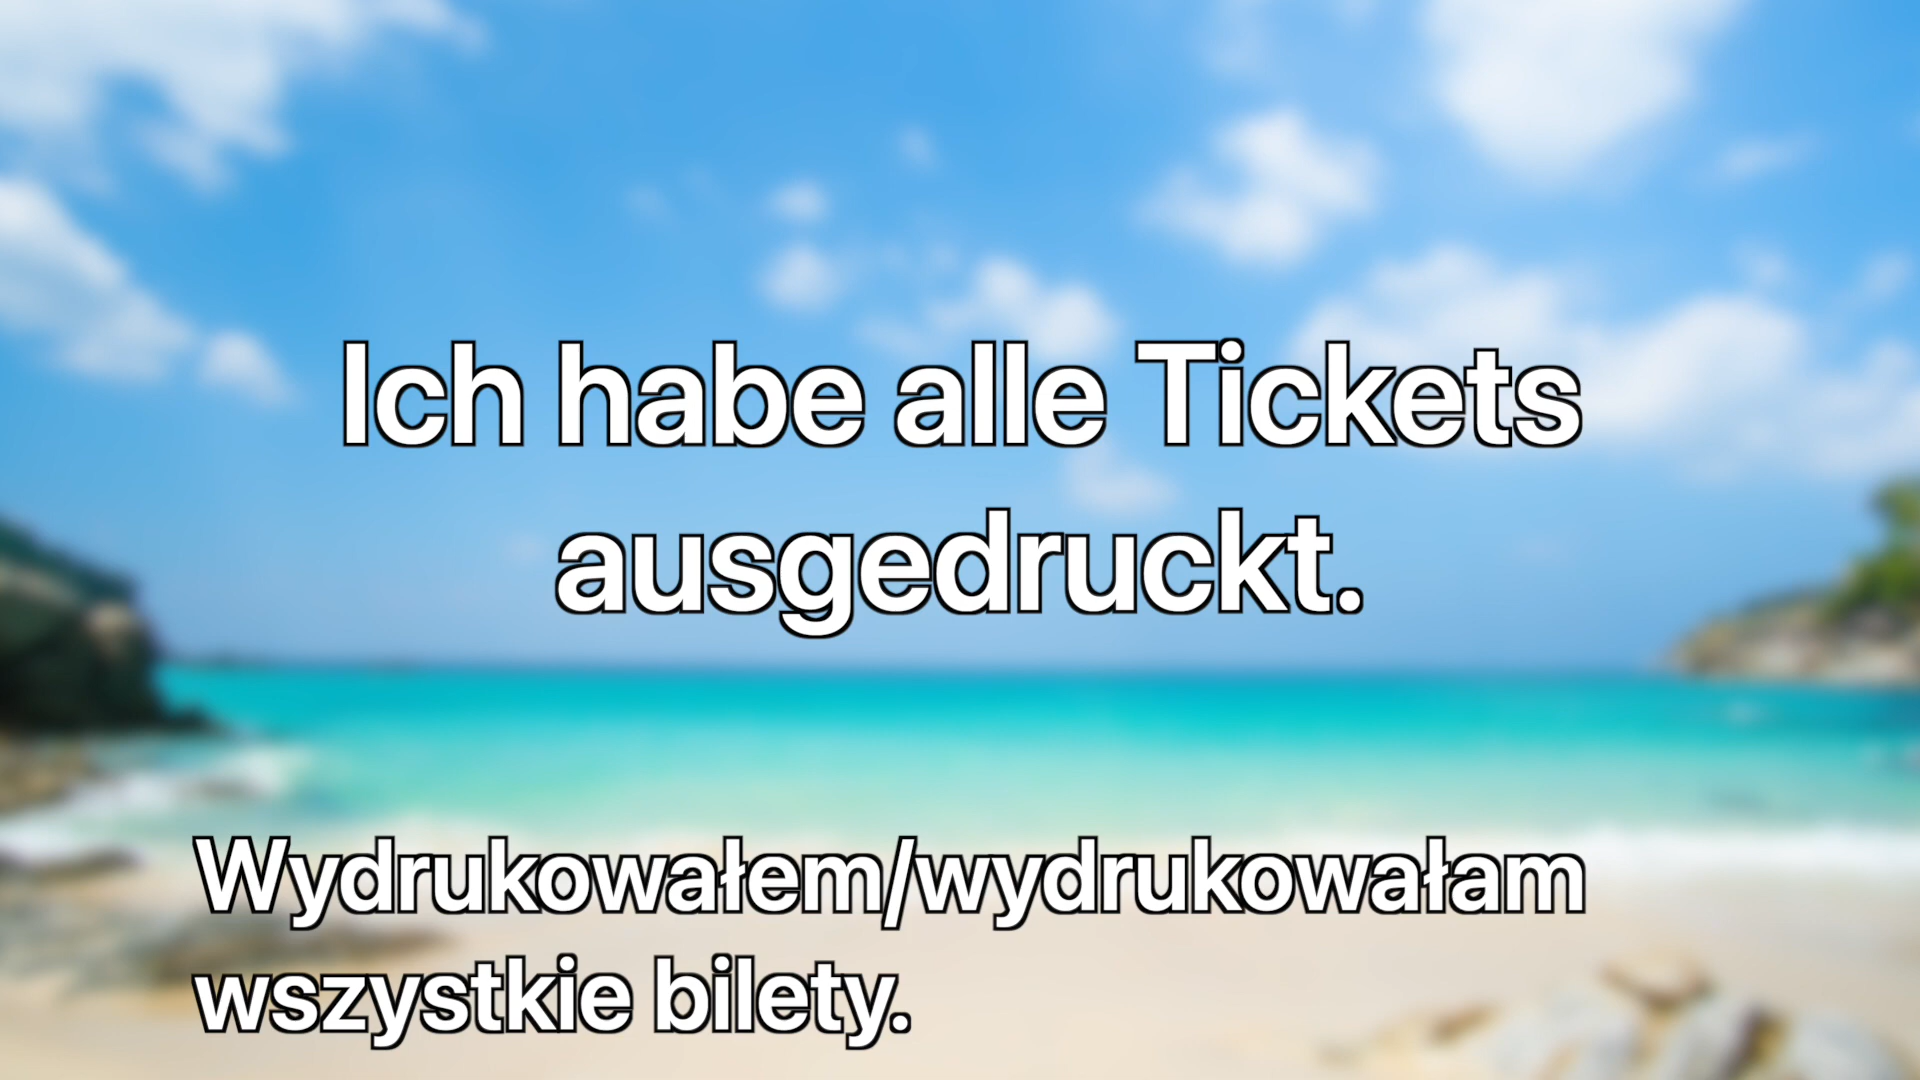 Ich habe alle Tickets
ausgedruckt.
Wydrukowałem/wydrukowałam
wszystkie bilety.